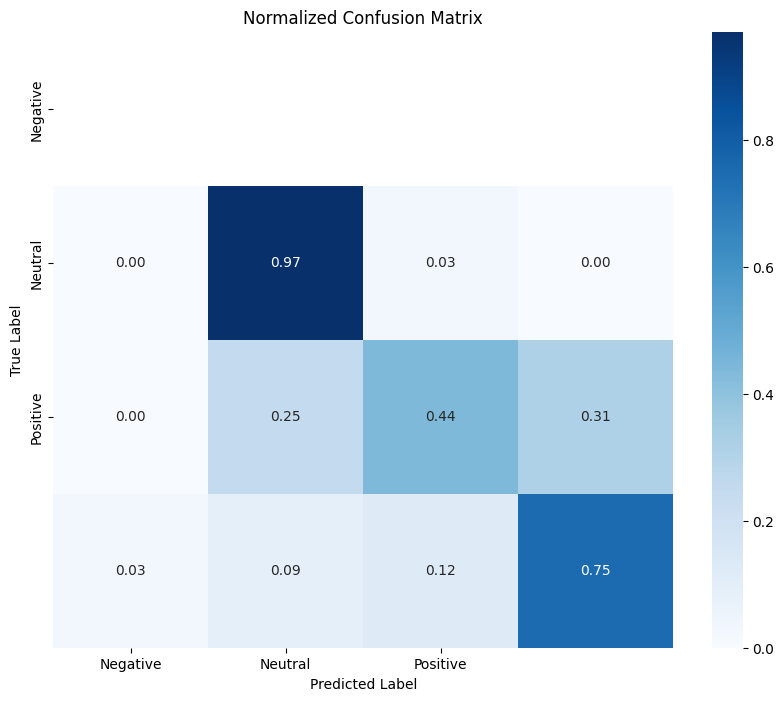 Normalized Confusion Matrix
True Label
Negative
Neutral
Positive
0.00 0.97 0.03 0.00
0.00 0.25 0.44 0.31
0.03 0.09 0.12 0.75
Negative Neutral Positive
Predicted Label
0.8
0.6
0.4
0.2
0.0